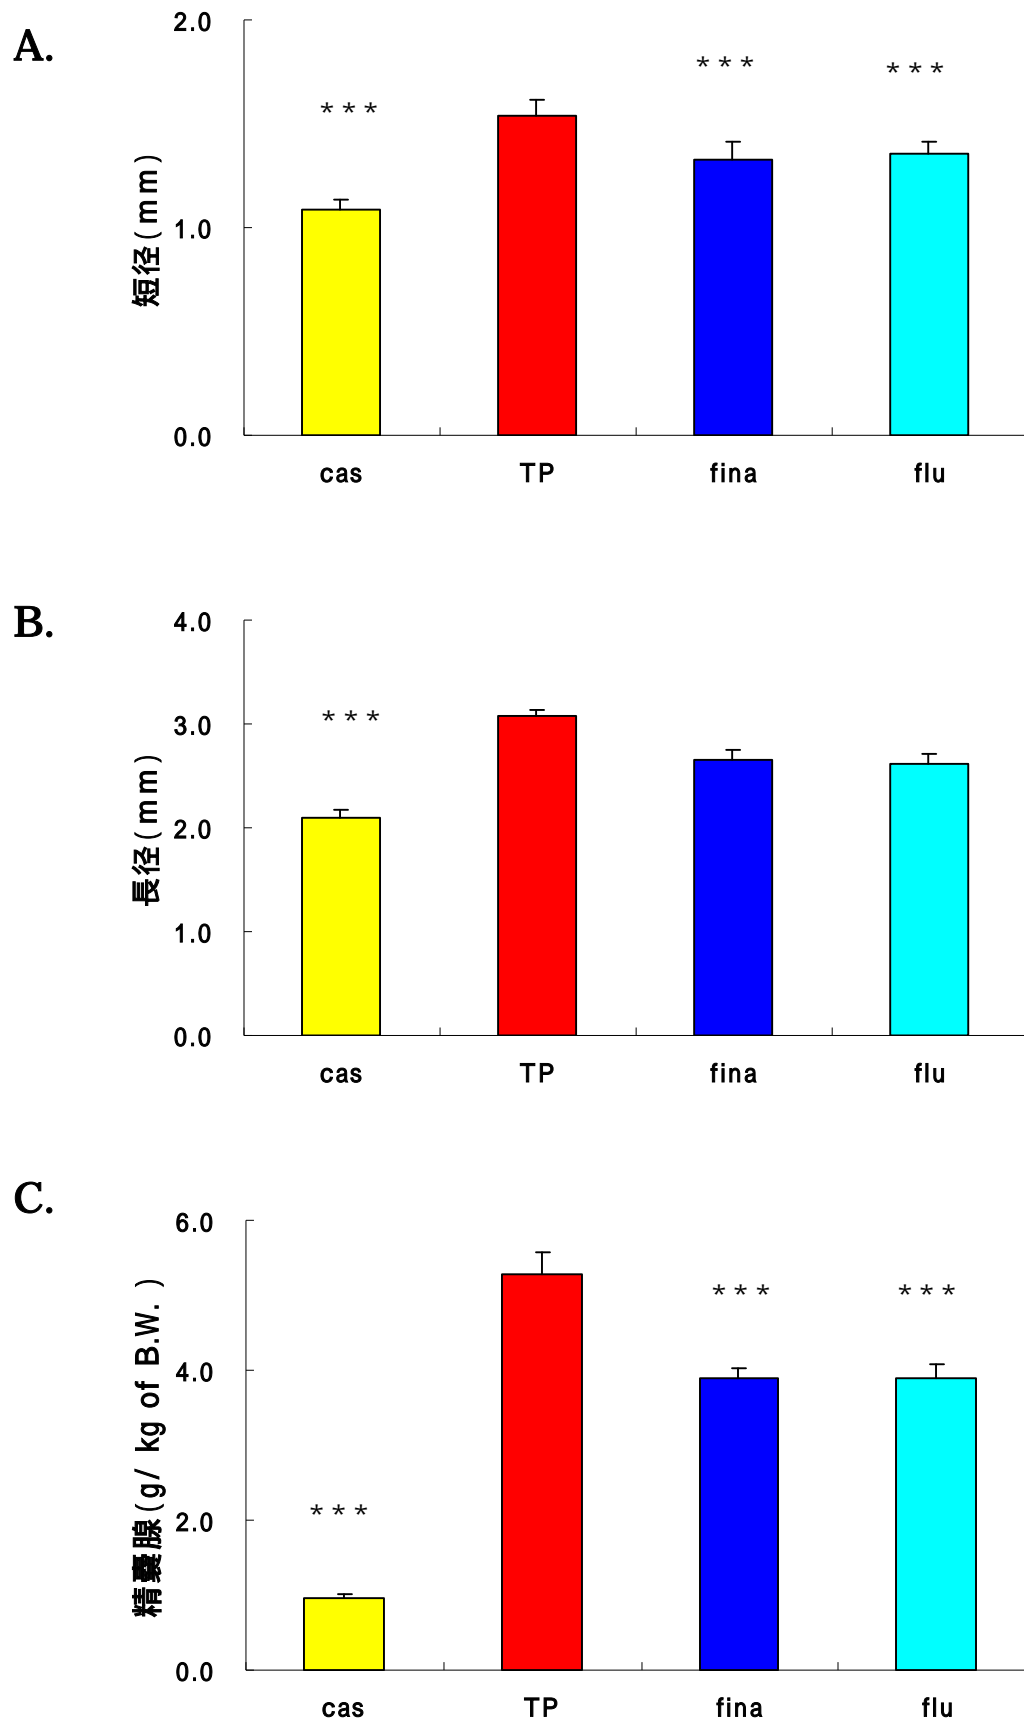 A.
短径(mm)
2.0
1.0
0.0
***
***
***
cas TP fina flu
B.
長径(mm)
4.0
3.0
2.0
1.0
0.0
***
cas TP fina flu
C.
精嚢腺(g/ kg of B.W. )
6.0
4.0
2.0
0.0
***
***
***
cas TP fina flu